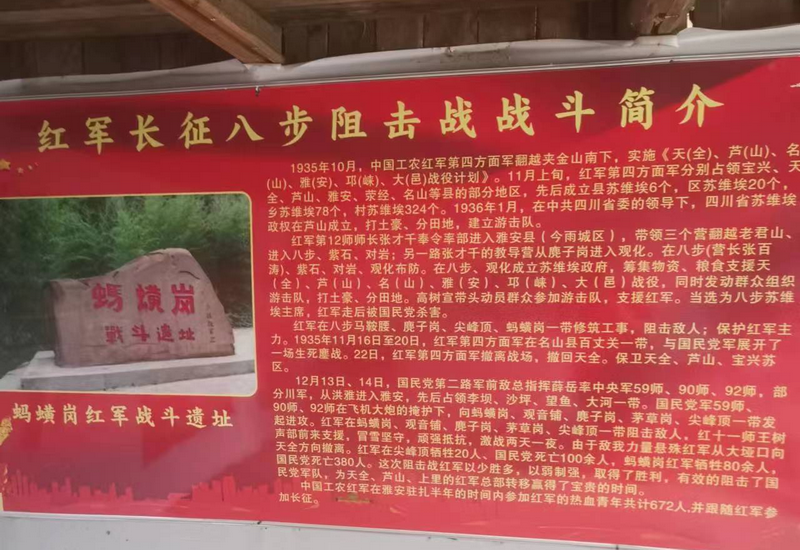 红军长征八步阻击战战斗简介
1935年10月，中国工农红军第四方面军翻越夹金山南下，实施《天(全)、芦(山)、名
(山)、雅(安)、邛(崃)、大(邑)战役计划》。11月上旬，红军第四方面军分别占领宝兴、天
全、芦山、雅安、荥经、名山等县的部分地区，先后成立县苏维埃6个，区苏维埃20个，
乡苏维埃78个，村苏维埃324个。1936年1月，在中共四川省委的领导下，四川省苏维埃
政权在芦山成立，打土豪、分田地，建立游击队。
红军第12师师长张才千奉令率部进入雅安县（今雨城区），带领三个营翻越老君山、
进入八步、紫石、对岩；另一路张才千的教导营从麂子岗进入观化。在八步(营长张百
涛)、紫石、对岩、观化布防。在八步、观化成立苏维埃政府，筹集物资、粮食支援天
（全）、芦（山）、名（山）、雅（安）、邛（崃）、大（邑）战役，同时发动群众组织
游击队，打土豪、分田地。高树宣带头动员群众参加游击队，支援红军。当选为八步苏维
埃主席，红军走后被国民党杀害。
红军在八步马鞍腰、麂子岗、尖峰顶、蚂蟥岗一带修筑工事，阻击敌人；保护红军主
力。1935年11月16日至20日，红军第四方面军在名山县百丈关一带，与国民党军展开了
一场生死鏖战。22日，红军第四方面军撤离战场，撤回天全。保卫天全、芦山、宝兴苏
区。
12月13日、14日，国民党第二路军前敌总指挥薛岳率中央军59师、90师、92师，部
分川军，从洪雅进入雅安，先后占领李坝、沙坪、望鱼、大河一带。国民党军59师、
90师、92师在飞机大炮的掩护下，向蚂蟥岗、观音铺、麂子岗、茅草岗、尖峰顶一带发
起进攻。红军在蚂蟥岗、观音铺、麂子岗、茅草岗、尖峰顶一带阻击敌人，红十一师王树
声部前来支援，冒雪坚守，顽强抵抗，激战两天一夜。由于敌我力量悬殊红军从大垭口向
天全方向撤离。红军在尖峰顶牺牲20人、国民党死亡100余人，蚂蟥岗红军牺牲80余人，
国民党死亡380人。这次阻击战红军以少胜多，以弱制强，取得了胜利，有效的阻击了国
民党军队，为天全、芦山、上里的红军总部转移赢得了宝贵的时间。
中国工农红军在雅安驻扎半年的时间内参加红军的热血青年共计672人.并跟随红军参
加长征。
蚂蟥岗
戰斗遺址
蚂蟥岗红军战斗遗址